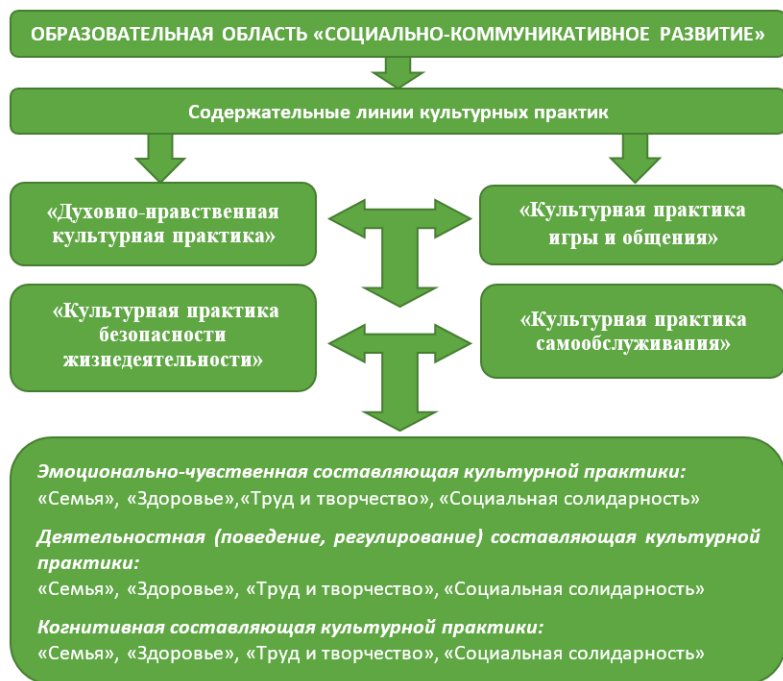 ОБРАЗОВАТЕЛЬНАЯ ОБЛАСТЬ «СОЦИАЛЬНО-КОММУНИКАТИВНОЕ РАЗВИТИЕ»
Содержательные линии культурных практик
«Духовно-нравственная
культурная практика»
«Культурная практика
игры и общения»
«Культурная практика
безопасности
жизнедеятельности»
«Культурная практика
самообслуживания»
Эмоционально-чувственная составляющая культурной практики:
«Семья», «Здоровье»,«Труд и творчество», «Социальная солидарность»
Деятельностная (поведение, регулирование) составляющая культурной
практики:
«Семья», «Здоровье», «Труд и творчество», «Социальная солидарность»
Когнитивная составляющая культурной практики:
«Семья», «Здоровье», «Труд и творчество», «Социальная солидарность»